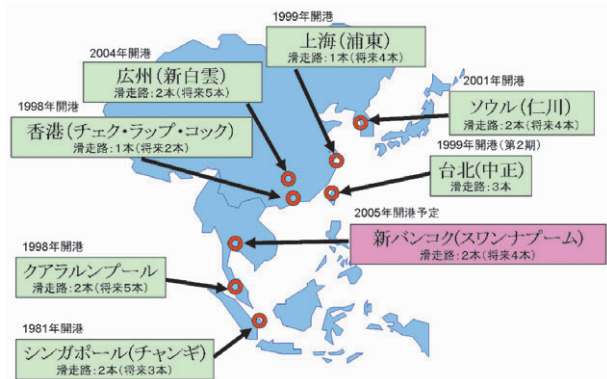 1999年開港
上海(浦東)
滑走路:1本(将来4本)
2004年開港
広州(新白雲)
滑走路:2本(将来5本)
2001年開港
ソウル(仁川)
滑走路:2本(将来4本)
1998年開港
香港(チェク・ラップ・コック)
滑走路:1本(将来2本)
1999年開港(第2期)
台北(中正)
滑走路:3本
2005年開港予定
新バンコク(スワンナプーム)
滑走路:2本(将来4本)
1998年開港
クアラルンプール
滑走路:2本(将来5本)
1981年開港
シンガポール(チャンギ)
滑走路:2本(将来3本)